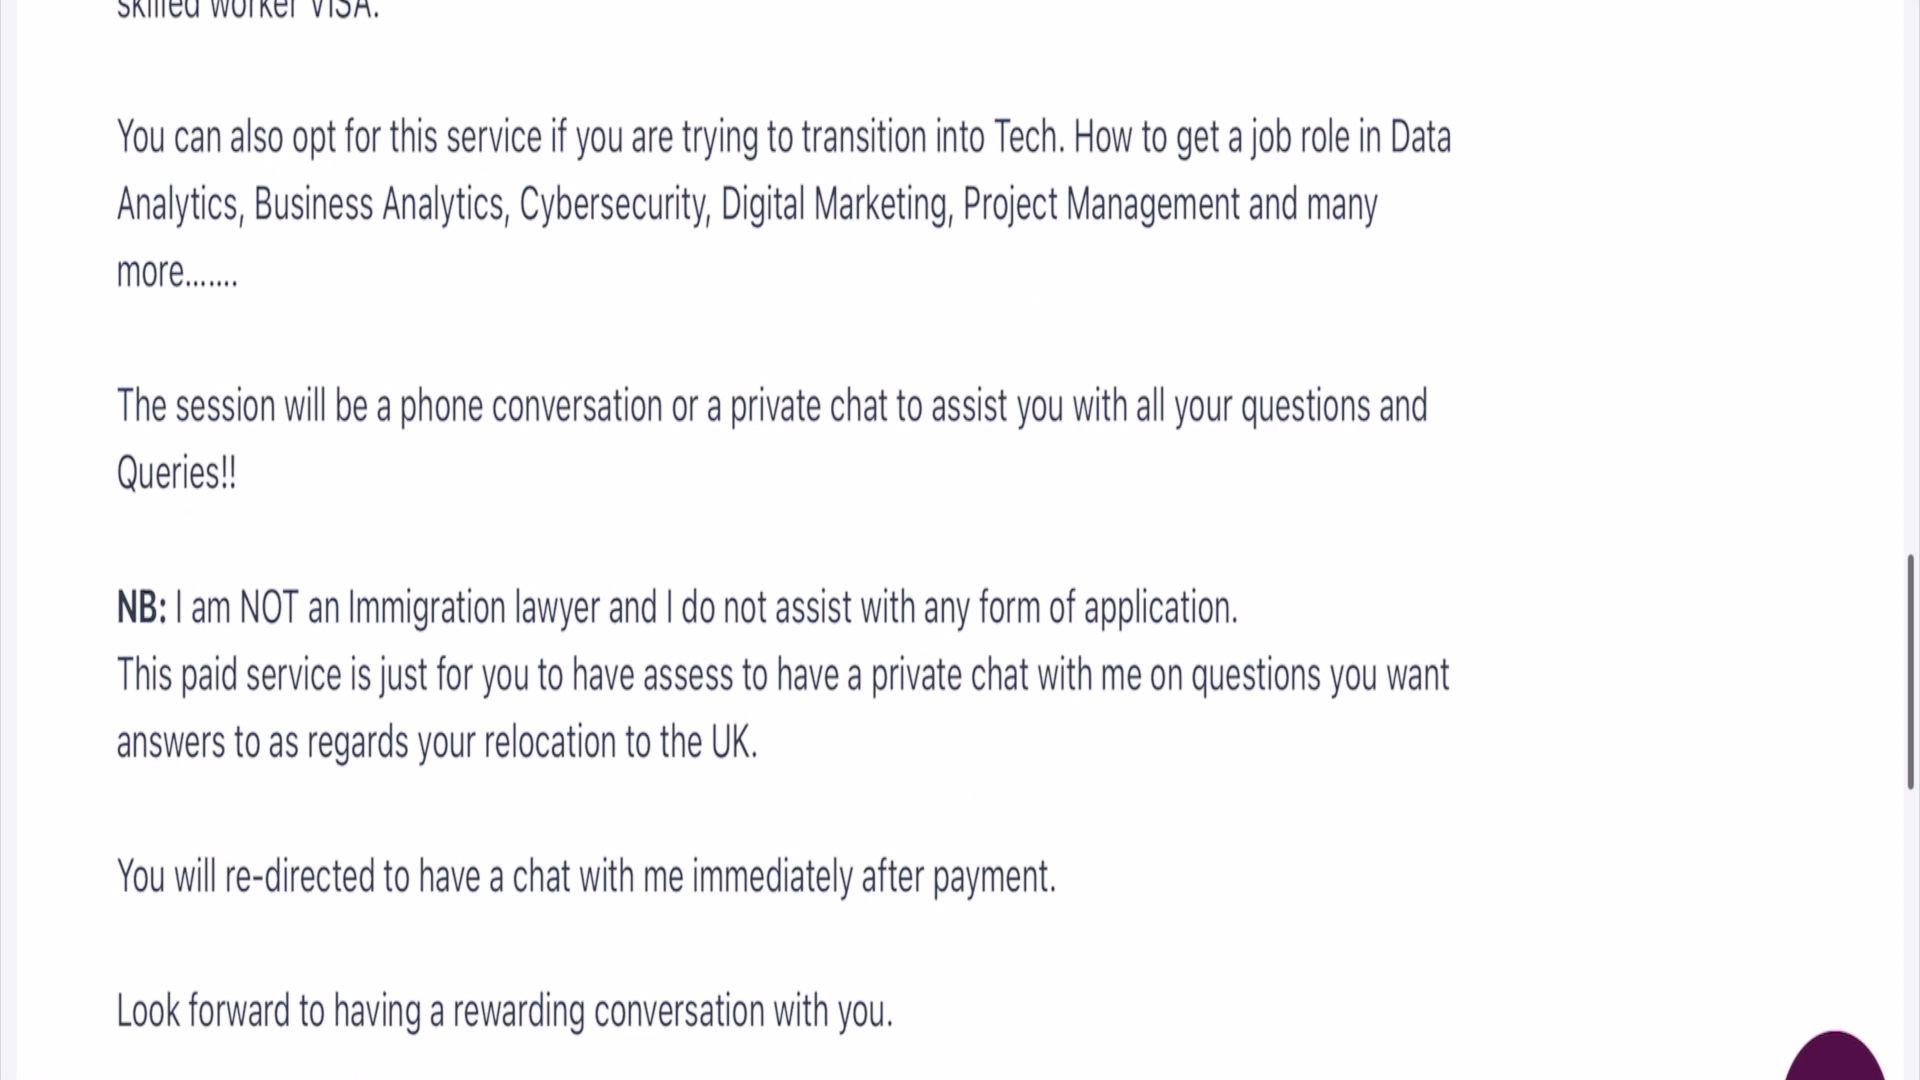 skilled worker VISA.
You can also opt for this service if you are trying to transition into Tech. How to get a job role in Data
Analytics, Business Analytics, Cybersecurity, Digital Marketing, Project Management and many
more.......
The session will be a phone conversation or a private chat to assist you with all your questions and
Queries!!
NB: I am NOT an Immigration lawyer and I do not assist with any form of application.
This paid service is just for you to have assess to have a private chat with me on questions you want
answers to as regards your relocation to the UK.
You will re-directed to have a chat with me immediately after payment.
Look forward to having a rewarding conversation with you.